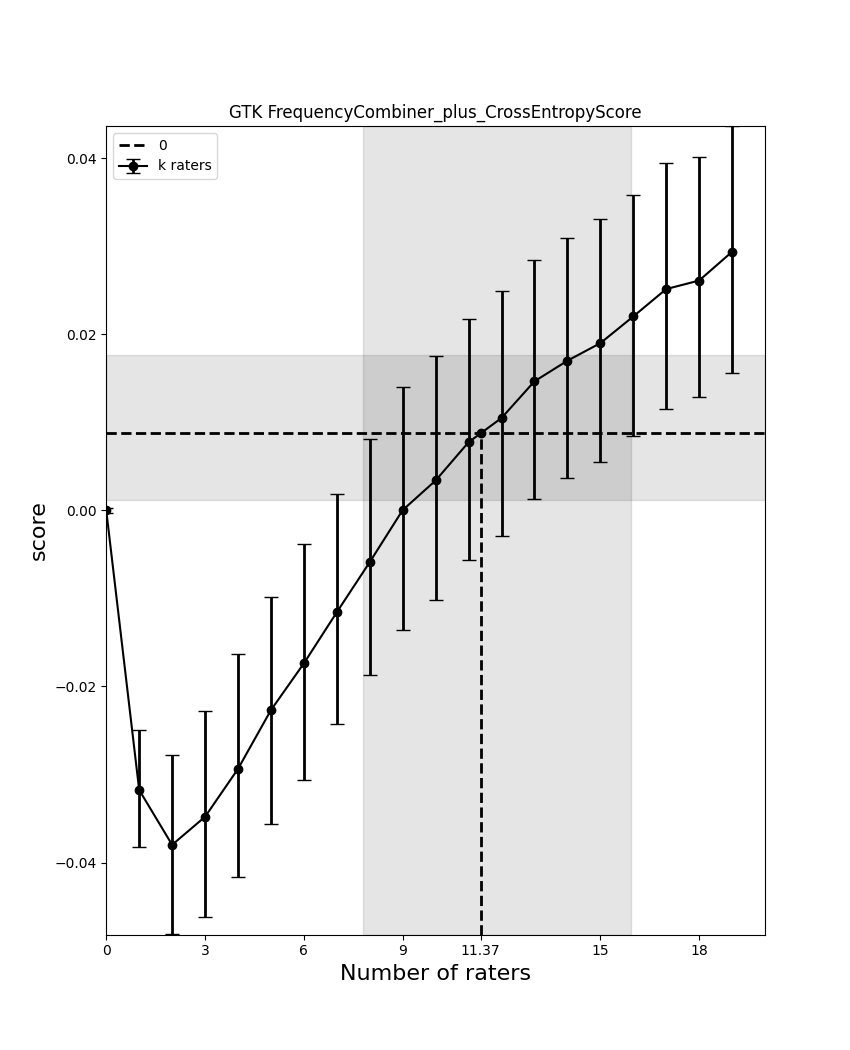 GTK FrequencyCombiner_plus_CrossEntropyScore
0
k raters
0.04
0.02
0.00
−0.02
−0.04
score
0 3 6 9 11.37 15 18
Number of raters